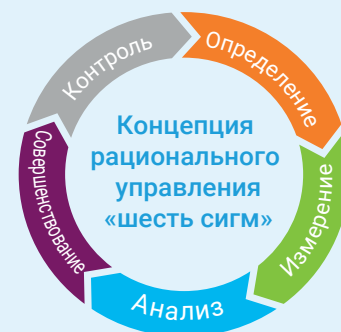 Контроль
Определение
Измерение
Анализ
Совершенствование
Концепция
рационального
управления
«шесть сигм»